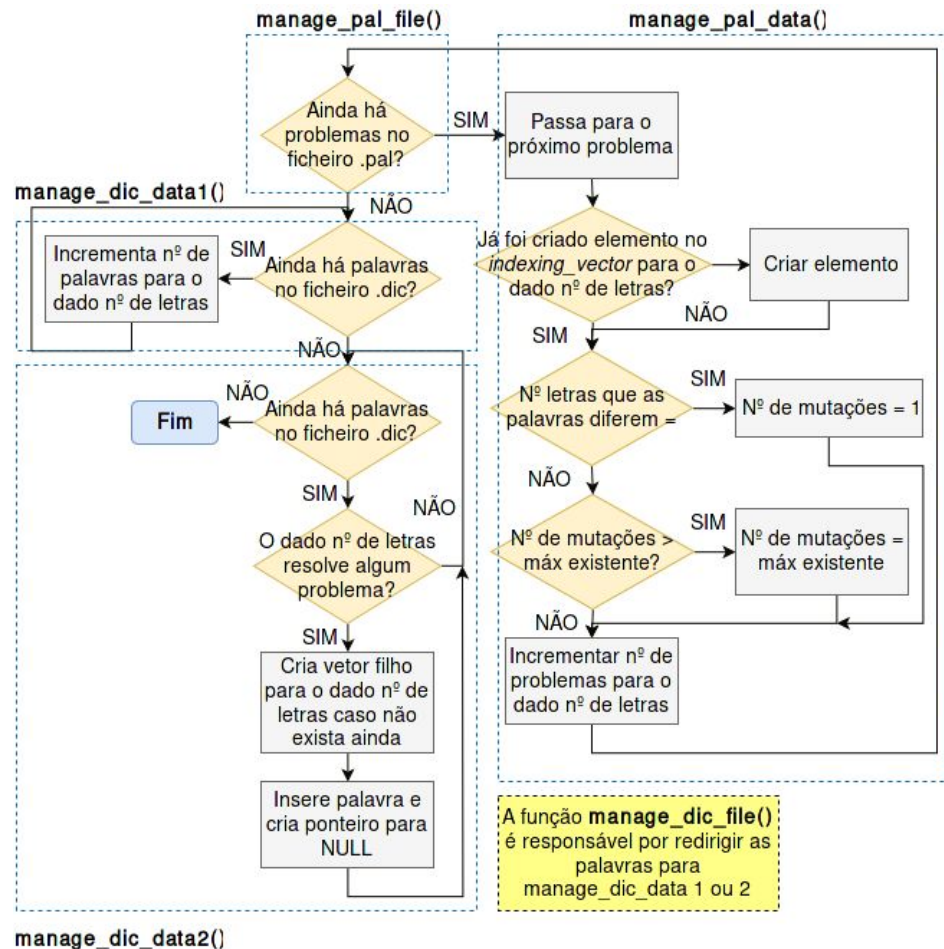 manage_pal_file()
manage_pal_data()
Ainda há
problemas no
ficheiro .pal?
SIM
Passa para o
próximo problema
NÃO
manage_dic_data1()
Incrementa nº de
palavras para o
dado nº de letras
SIM
Ainda há palavras
no ficheiro .dic?
NÃO
Já foi criado elemento no
indexing_vector para o
dado nº de letras?
Criar elemento
NÃO
SIM
Nº letras que as
palavras diferem =
SIM
Nº de mutações = 1
NÃO
Nº de mutações >
máx existente?
SIM
Nº de mutações =
máx existente
NÃO
Incrementar nº de
problemas para o
dado nº de letras
Fim
NÃO
Ainda há palavras
no ficheiro .dic?
SIM
NÃO
O dado nº de letras
resolve algum
problema?
SIM
Cria vetor filho
para o dado nº de
letras caso não
exista ainda
Insere palavra e
cria ponteiro para
NULL
A função manage_dic_file()
é responsável por redirigir as
palavras para
manage_dic_data 1 ou 2
manage_dic_data2()